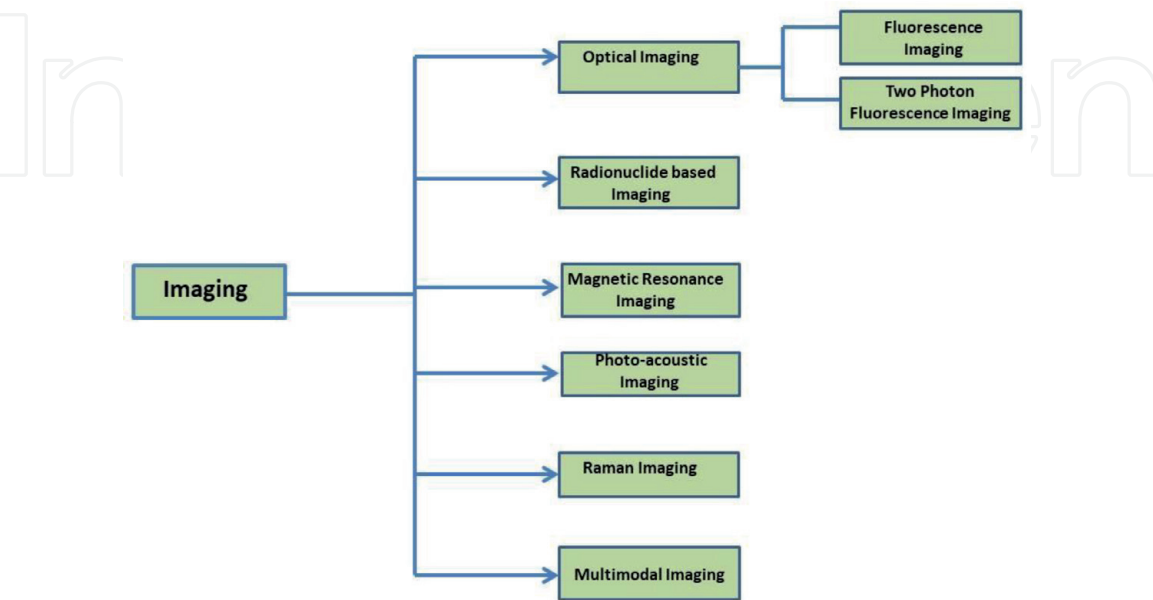 Fluorescence
Imaging
Optical Imaging
Two Photon
Fluorescence Imaging
Radionuclide based
Imaging
Imaging
Magnetic Resonance
Imaging
Photo-acoustic
Imaging
Raman Imaging
Multimodal Imaging